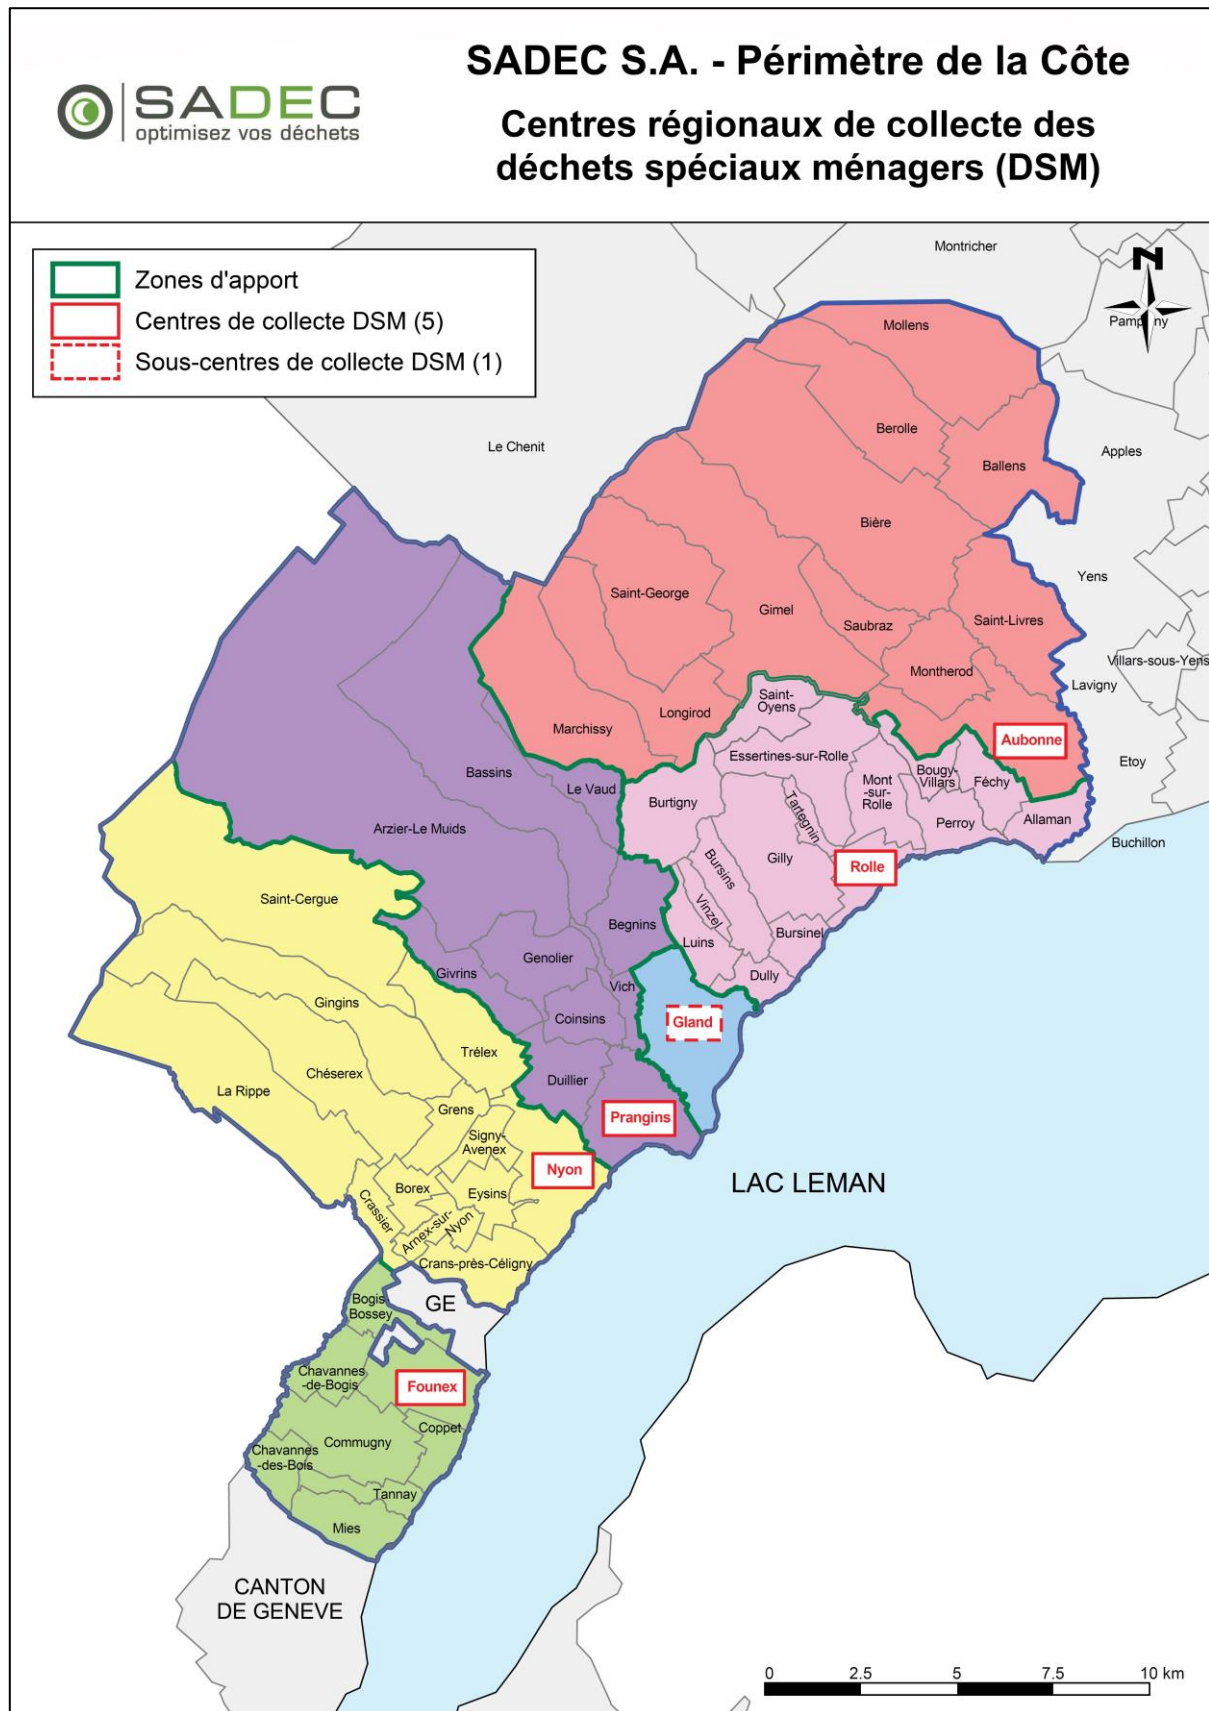 SADEC
optimisez vos déchets
SADEC S.A. - Périmètre de la Côte
Centres régionaux de collecte des
déchets spéciaux ménagers (DSM)
Zones d'apport
Centres de collecte DSM (5)
Sous-centres de collecte DSM (1)
N
Montricher
Mollens
Berolle
Le Chenit
Apples
Ballens
Bière
Yens
Saint-George
Gimel
Saubraz
Saint-Livres
Villars-sous-Yens
Montherod
Lavigny
Saint-
Oyens
Longirod
Marchissy
Aubonne
Essertines-sur-Rolle
Etoy
Bassins
Le Vaud
Burtigny
Tartegnin
Mont
-sur-
Rolle
Bougy-
Villars
Féchy
Arzier-Le Muids
Perroy
Allaman
Buchillon
Gilly
Rolle
Bursins
Saint-Cergue
Vinzel
Begnins
Bursinel
Luins
Genolier
Givrins
Vich
Dully
Gingins
Coinsins
Gland
Trélex
Chéserex
Duillier
La Rippe
Grens
Prangins
Signy-
Avenex
Nyon
LAC LEMAN
Borex
Eysins
Crassier
Arnex-sur-
Nyon
Crans-près-Céligny
GE
Bogis-
Bossey
Chavannes
-de-Bogis
Founex
Coppet
Commugny
Chavannes
-des-Bois
Tannay
Mies
CANTON
DE GENEVE
0 2.5 5 7.5 10 km